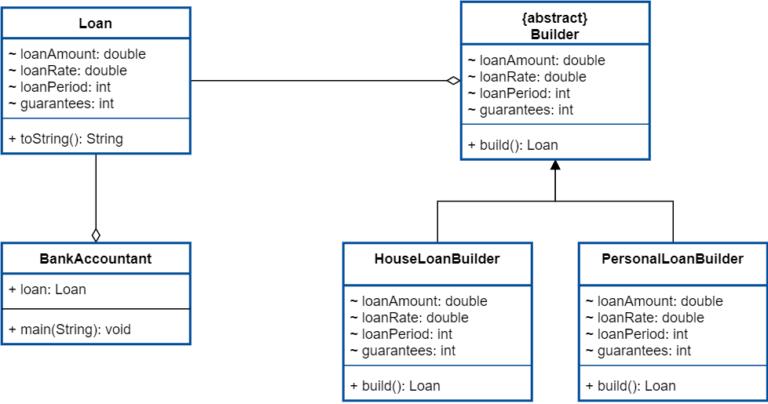 Loan
~ loanAmount: double
~ loanRate: double
~ loanPeriod: int
~ guarantees: int
+ toString(): String
{abstract}
Builder
~ loanAmount: double
~ loanRate: double
~ loanPeriod: int
~ guarantees: int
+ build(): Loan
BankAccountant
+ loan: Loan
+ main(String): void
HouseLoanBuilder
~ loanAmount: double
~ loanRate: double
~ loanPeriod: int
~ guarantees: int
+ build(): Loan
PersonalLoanBuilder
~ loanAmount: double
~ loanRate: double
~ loanPeriod: int
~ guarantees: int
+ build(): Loan